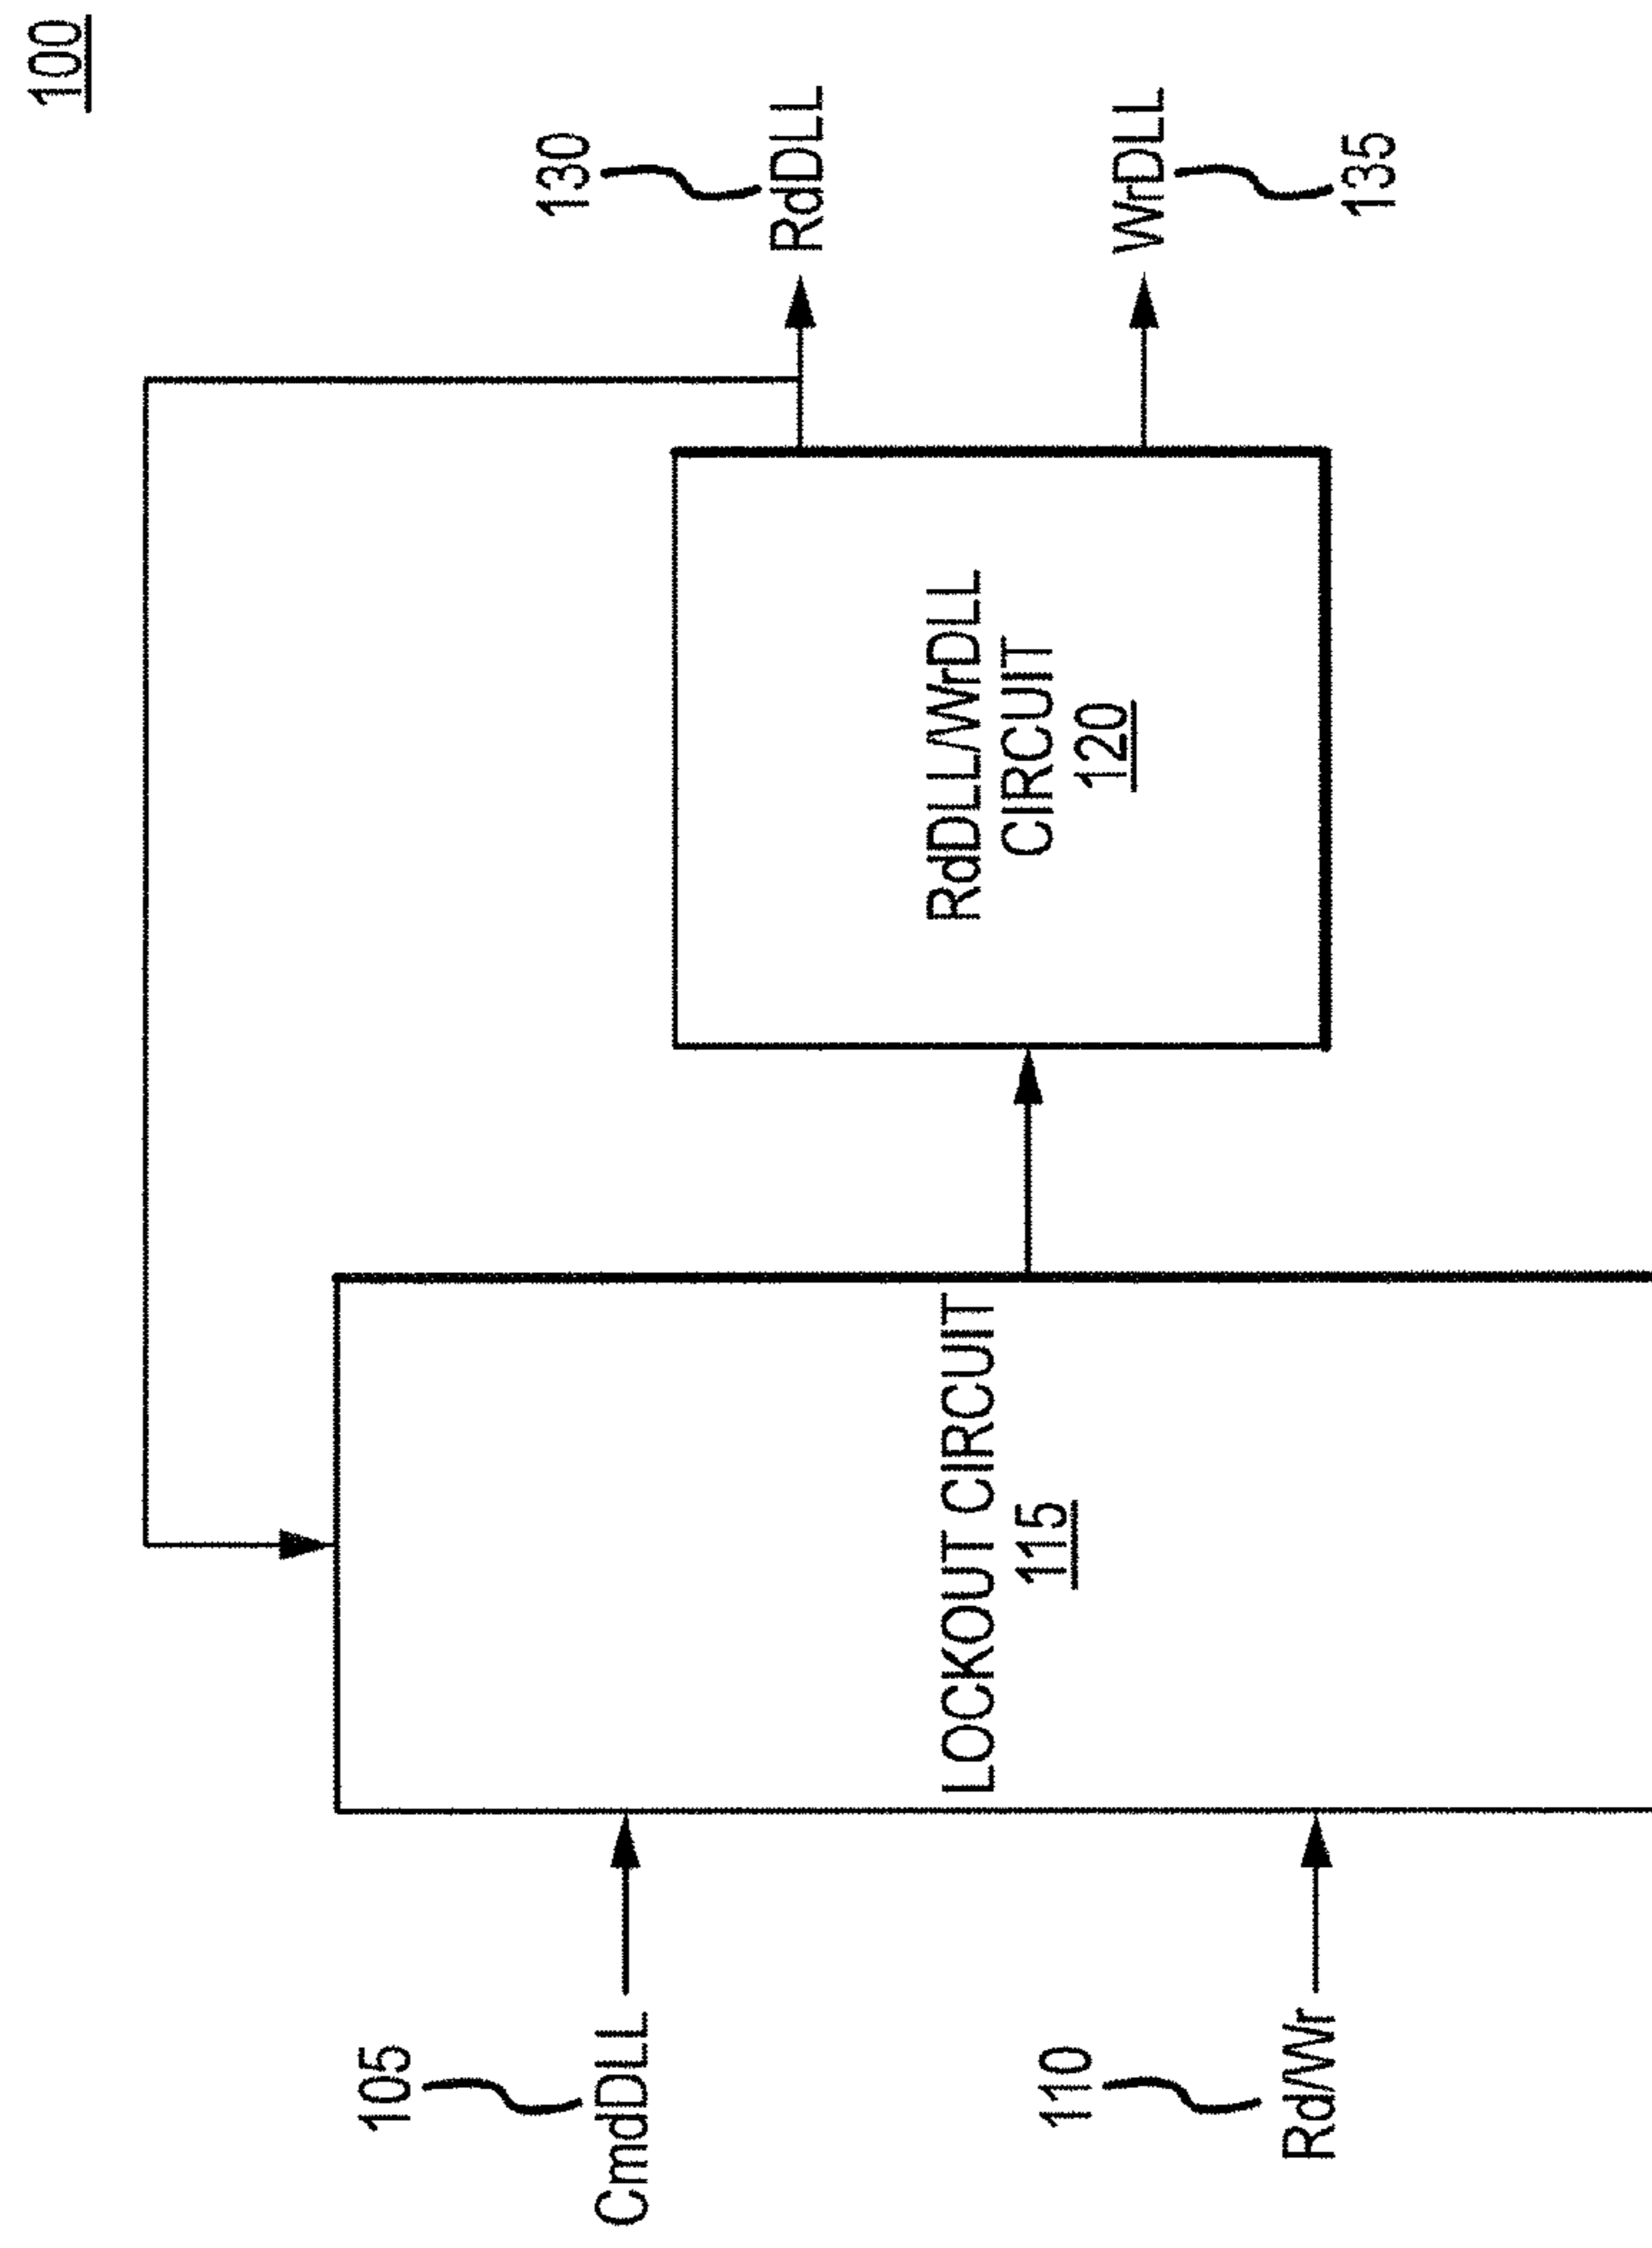 100
105
CmdDLL
110
Rd/Wr
LOCKOUT CIRCUIT
115
RdDLL/WrDLL
CIRCUIT
120
130
RdDLL
WrDLL
135